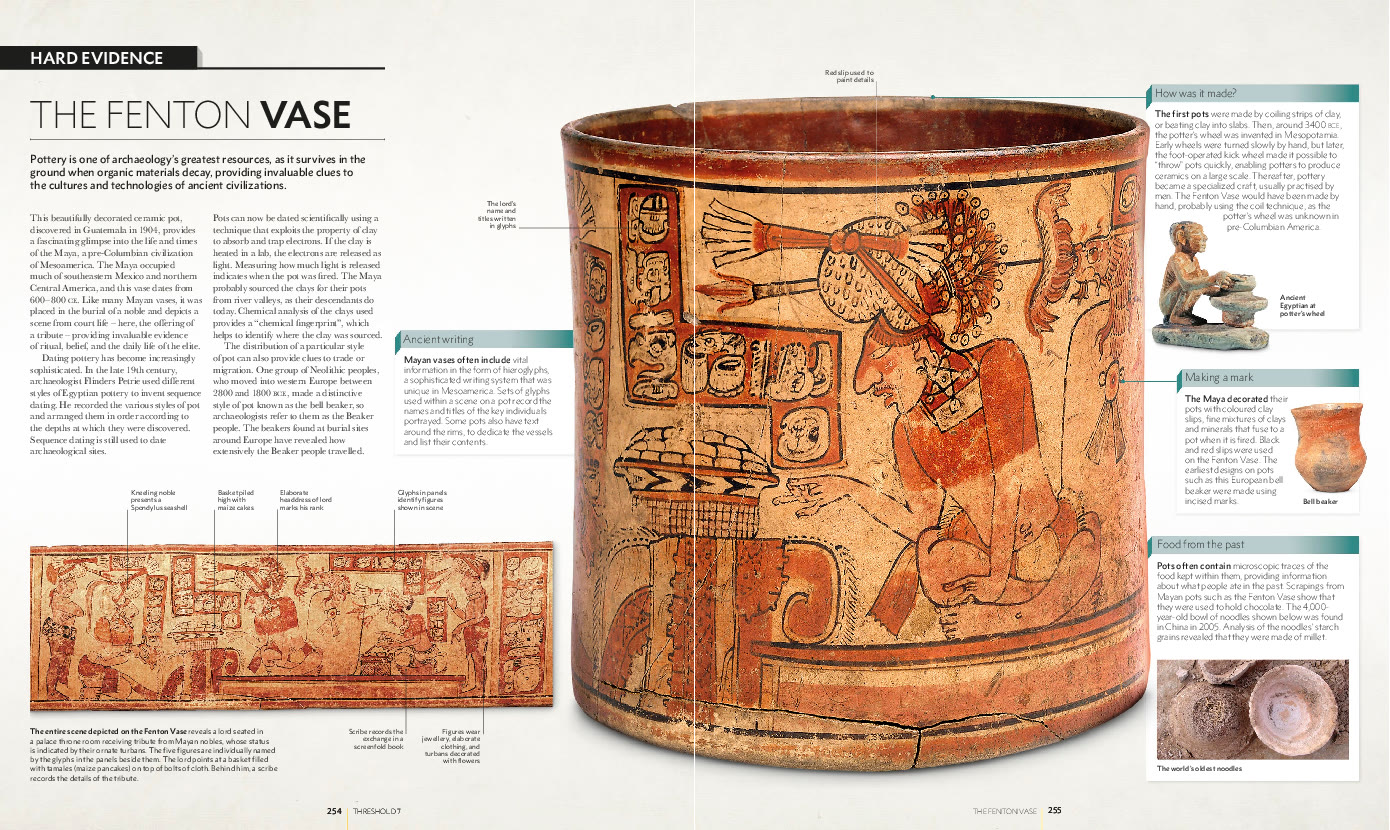 HARD EVIDENCE
THE FENTON VASE
Pottery is one of archaeology's greatest resources, as it survives in the
ground when organic materials decay, providing invaluable clues to
the cultures and technologies of ancient civilizations.
This beautifully decorated ceramic pot,
discovered in Guatemala in 1904, provides
a fascinating glimpse into the life and times
of the Maya, a pre-Columbian civilization
of Mesoamerica. The Maya occupied
much of southeastern Mexico and northern
Central America, and this vase dates from
600–800 CE. Like many Mayan vases, it was
placed in the burial of a noble and depicts a
scene from court life – here, the offering of
a tribute – providing invaluable evidence
of ritual, belief, and the daily life of the elite.
Dating pottery has become increasingly
sophisticated. In the late 19th century,
archaeologist Flinders Petrie used different
styles of Egyptian pottery to invent sequence
dating. He recorded the various styles of pot
and arranged them in order according to
the depths at which they were discovered.
Sequence dating is still used to date
archaeological sites.
Pots can now be dated scientifically using a
technique that exploits the property of clay
to absorb and trap electrons. If the clay is
heated in a lab, the electrons are released as
light. Measuring how much light is released
indicates when the pot was fired. The Maya
probably sourced the clays for their pots
from river valleys, as their descendants do
today. Chemical analysis of the clays used
provides a "chemical fingerprint", which
helps to identify where the clay was sourced.
The distribution of a particular style
of pot can also provide clues to trade or
migration. One group of Neolithic peoples,
who moved into western Europe between
2800 and 1800 BCE, made a distinctive
style of pot known as the bell beaker, so
archaeologists refer to them as the Beaker
people. The beakers found at burial sites
around Europe have revealed how
extensively the Beaker people travelled.
The lord's
name and
titles written
in glyphs
Ancient writing
Mayan vases often include vital
information in the form of hieroglyphs,
a sophisticated writing system that was
unique in Mesoamerica. Sets of glyphs
used within a scene on a pot record the
names and titles of the key individuals
portrayed. Some pots also have text
around the rims, to dedicate the vessels
and list their contents.
Kneeling noble
presents a
Spondylus seashell
Basket piled
high with
maize cakes
Elaborate
headdress of lord
marks his rank
Glyphs in panels
identify figures
shown in scene
The entire scene depicted on the Fenton Vase reveals a lord seated in
a palace throne room receiving tribute from Mayan nobles, whose status
is indicated by their ornate turbans. The five figures are individually named
by the glyphs in the panels beside them. The lord points at a basket filled
with tamales (maize pancakes) on top of bolts of cloth. Behind him, a scribe
records the details of the tribute.
Scribe records the
exchange in a
screenfold book
Figures wear
jewellery, elaborate
clothing, and
turbans decorated
with flowers
254 THRESHOLD 7
Red slip used to
paint details
How was it made?
The first pots were made by coiling strips of clay,
or beating clay into slabs. Then, around 3400 BCE,
the potter's wheel was invented in Mesopotamia.
Early wheels were turned slowly by hand, but later,
the foot-operated kick wheel made it possible to
"throw" pots quickly, enabling potters to produce
ceramics on a large scale. Thereafter, pottery
became a specialized craft, usually practised by
men. The Fenton Vase would have been made by
hand, probably using the coil technique, as the
potter's wheel was unknown in
pre-Columbian America.
Ancient
Egyptian at
potter's wheel
Making a mark
The Maya decorated their
pots with coloured clay
slips, fine mixtures of clays
and minerals that fuse to a
pot when it is fired. Black
and red slips were used
on the Fenton Vase. The
earliest designs on pots
such as this European bell
beaker were made using
incised marks.
Bell beaker
Food from the past
Pots often contain microscopic traces of the
food kept within them, providing information
about what people ate in the past. Scrapings from
Mayan pots such as the Fenton Vase show that
they were used to hold chocolate. The 4,000-
year-old bowl of noodles shown below was found
in China in 2005. Analysis of the noodles' starch
grains revealed that they were made of millet.
The world's oldest noodles
THE FENTON VASE 255